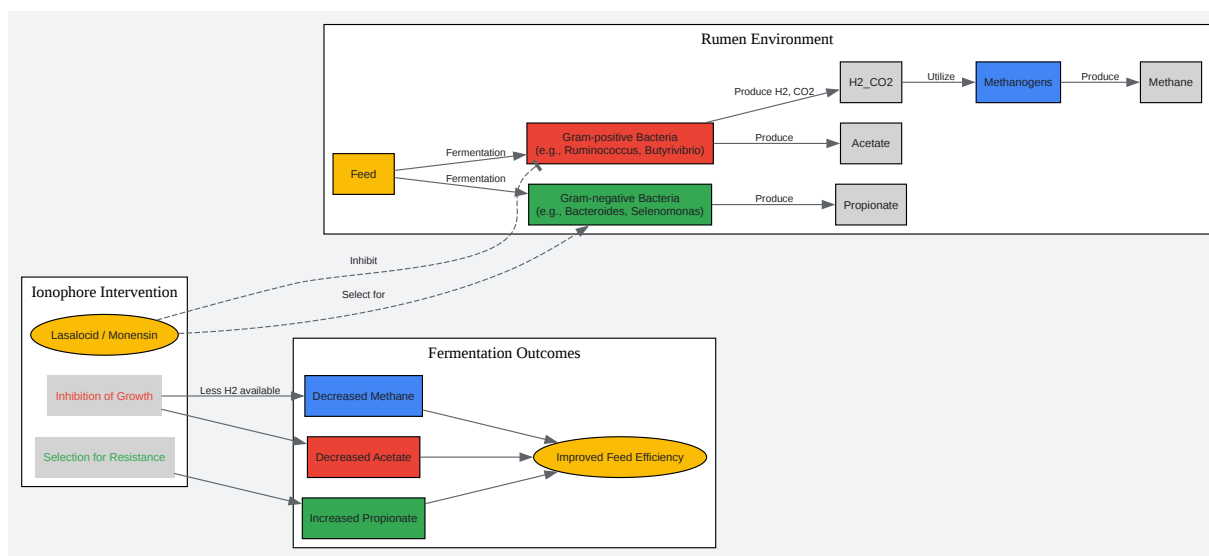 Rumen Environment
H2_CO2
Utilize
Methanogens
Produce
Methane
Produce H2, CO2
Gram-positive Bacteria
(e.g., Ruminococcus, Butyrivibrio)
Produce
Acetate
Fermentation
Feed
Fermentation
Gram-negative Bacteria
(e.g., Bacteroides, Selenomonas)
Produce
Propionate
Inhibit
Select for
Ionophore Intervention
Lasalocid / Monensin
Inhibition of Growth
Less H2 available
Selection for Resistance
Fermentation Outcomes
Decreased Methane
Decreased Acetate
Improved Feed Efficiency
Increased Propionate